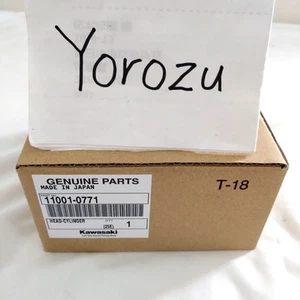 Yorozu
GENUINE PARTS
MADE IN JAPAN
T-18
11001-0771
HEAD-CYLINDER
1
Kawasaki